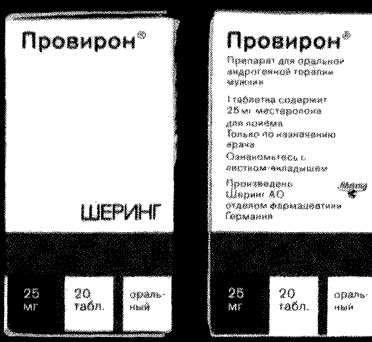 Провирон®
ШЕРИНГ
25
МГ
20
табл.
ораль-
ный
Провирон®
Препарат для оральной
андрогенной терапии
мужчин
1 таблетка содержит
25 мг местеролона
для приёма
Только по назначению
врача
Ознакомьтесь с
листком-вкладышем
Произведено
Шеринг АО
отделом фармацевтики
Германия
25
МГ
20
табл.
ораль-
ный